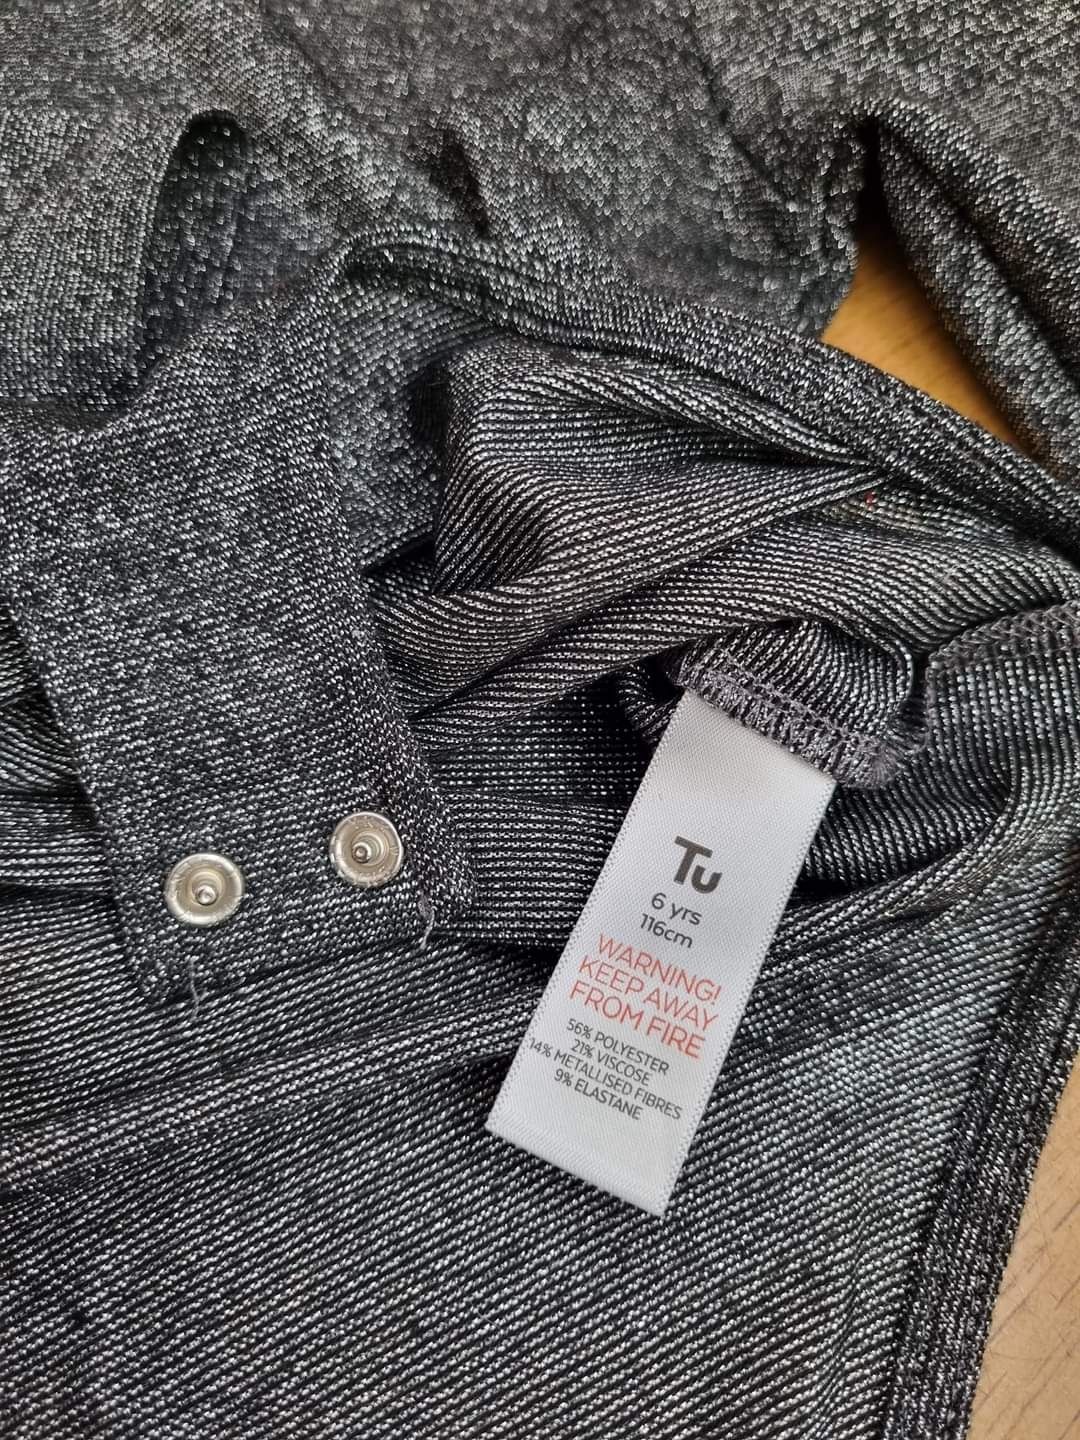 Tu
6 yrs
116cm
WARNING!
KEEP AWAY
FROM FIRE
56% POLYESTER
21% VISCOSE
14% METALLISED FIBRES
9% ELASTANE